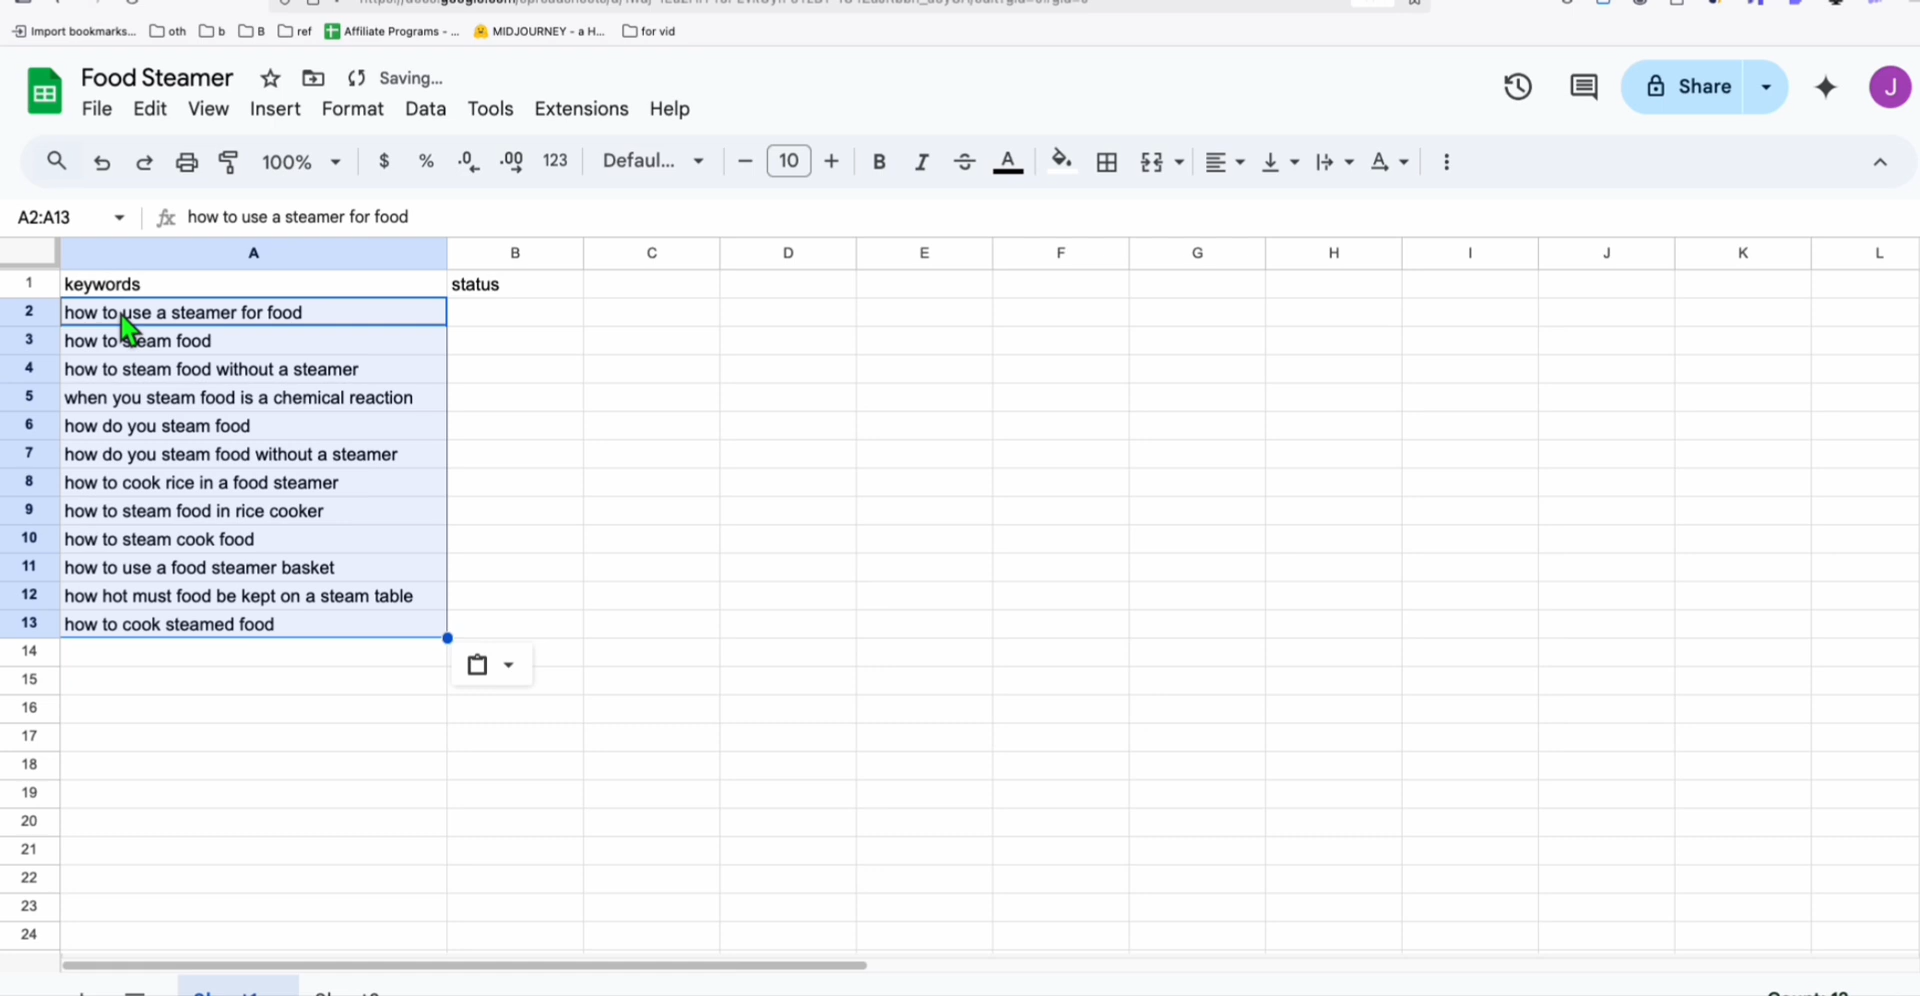 Import bookmarks... oth b B ref Affiliate Programs - ... MIDJOURNEY - a H... for vid
Food Steamer Saving...
File Edit View Insert Format Data Tools Extensions Help
Share J
100% $ % .0 .00 123 Defaul... 10 B I A
A2:A13 fx how to use a steamer for food
A B C D E F G H I J K L
1 keywords status
2 how to use a steamer for food
3 how to steam food
4 how to steam food without a steamer
5 when you steam food is a chemical reaction
6 how do you steam food
7 how do you steam food without a steamer
8 how to cook rice in a food steamer
9 how to steam food in rice cooker
10 how to steam cook food
11 how to use a food steamer basket
12 how hot must food be kept on a steam table
13 how to cook steamed food
14
15
16
17
18
19
20
21
22
23
24